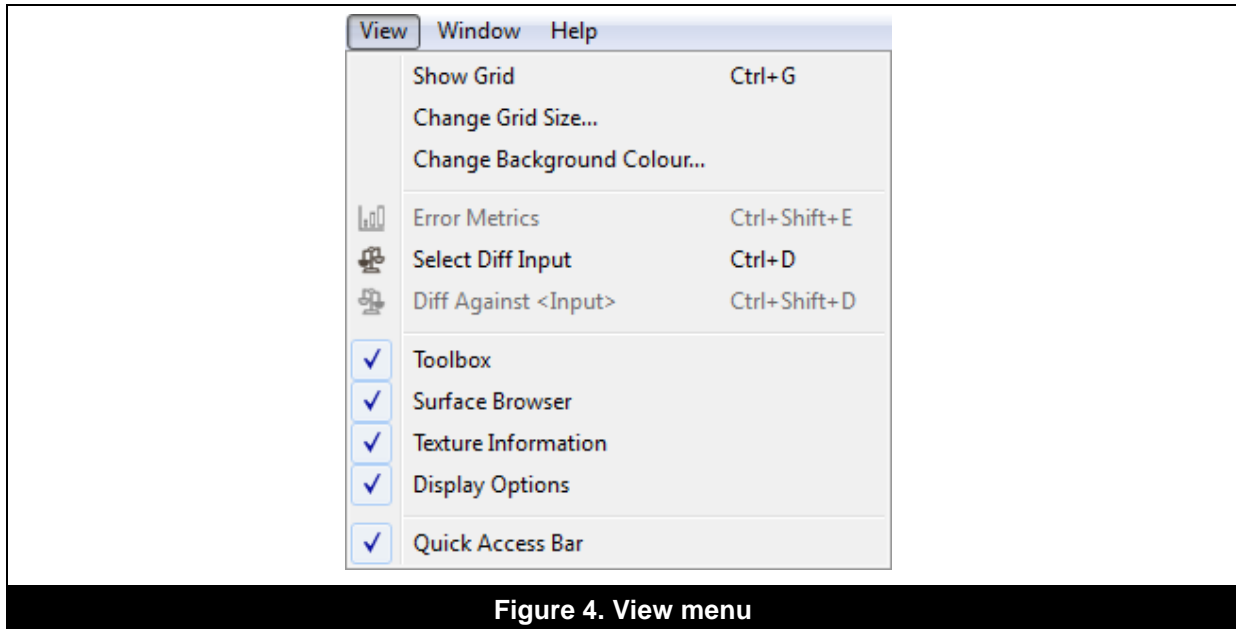 View Window Help
Show Grid Ctrl+G
Change Grid Size...
Change Background Colour...
Error Metrics Ctrl+Shift+E
Select Diff Input Ctrl+D
Diff Against <Input> Ctrl+Shift+D
Toolbox
Surface Browser
Texture Information
Display Options
Quick Access Bar
Figure 4. View menu